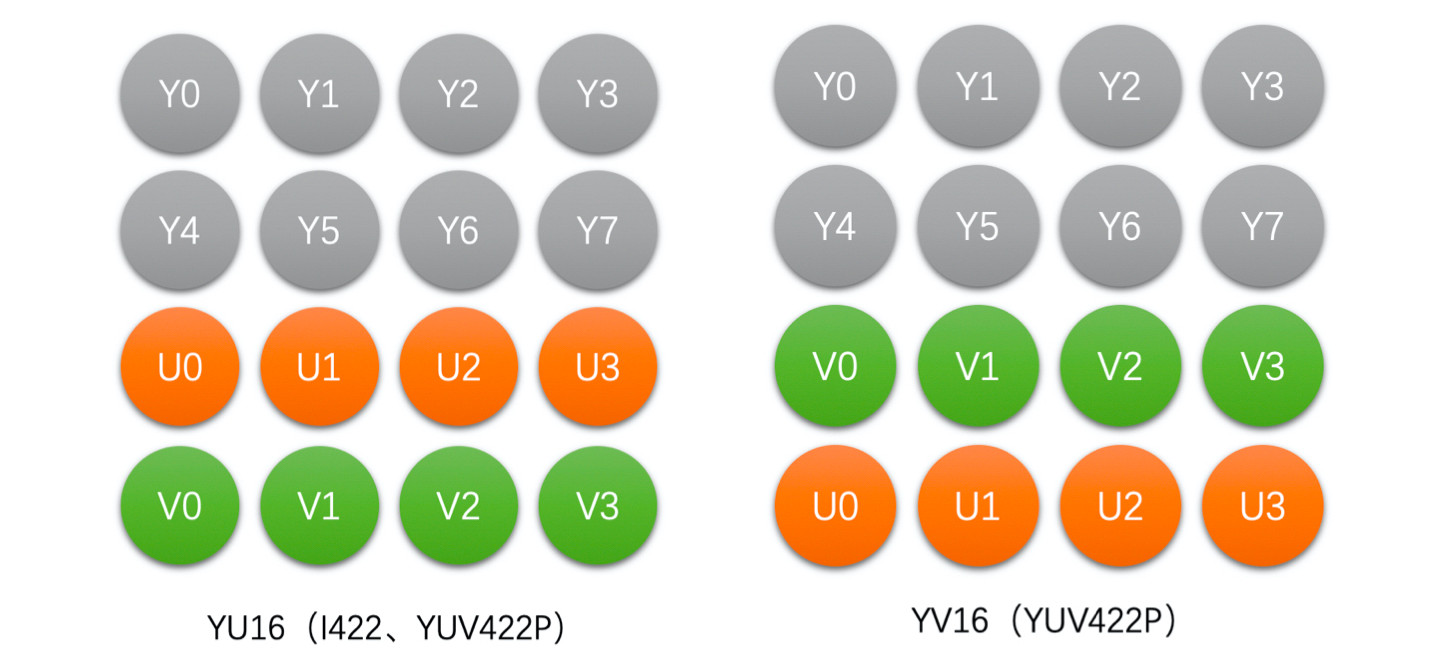 Y0 Y1 Y2 Y3
Y4 Y5 Y6 Y7
U0 U1 U2 U3
V0 V1 V2 V3
YU16（I422、YUV422P）
Y0 Y1 Y2 Y3
Y4 Y5 Y6 Y7
V0 V1 V2 V3
U0 U1 U2 U3
YV16（YUV422P）